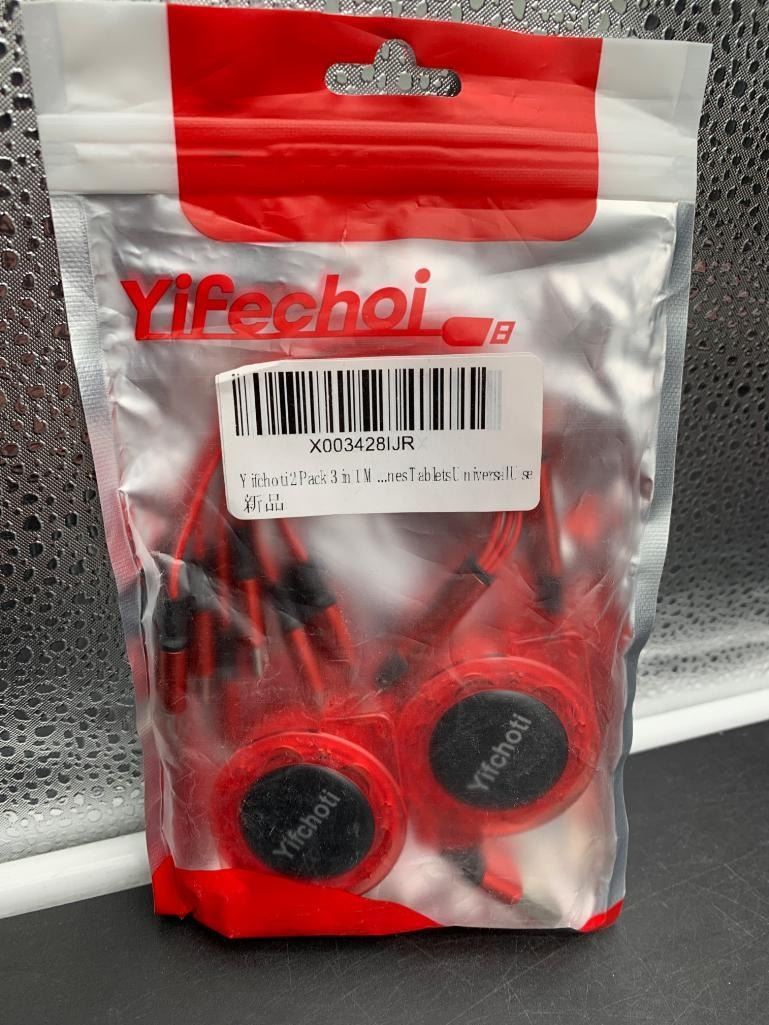 Yifechoi
X003428IJR
Yifchoti 2 Pack 3 in 1 M ...nes Tablets Universal Use
新品
Yifchoti
Yifchoti